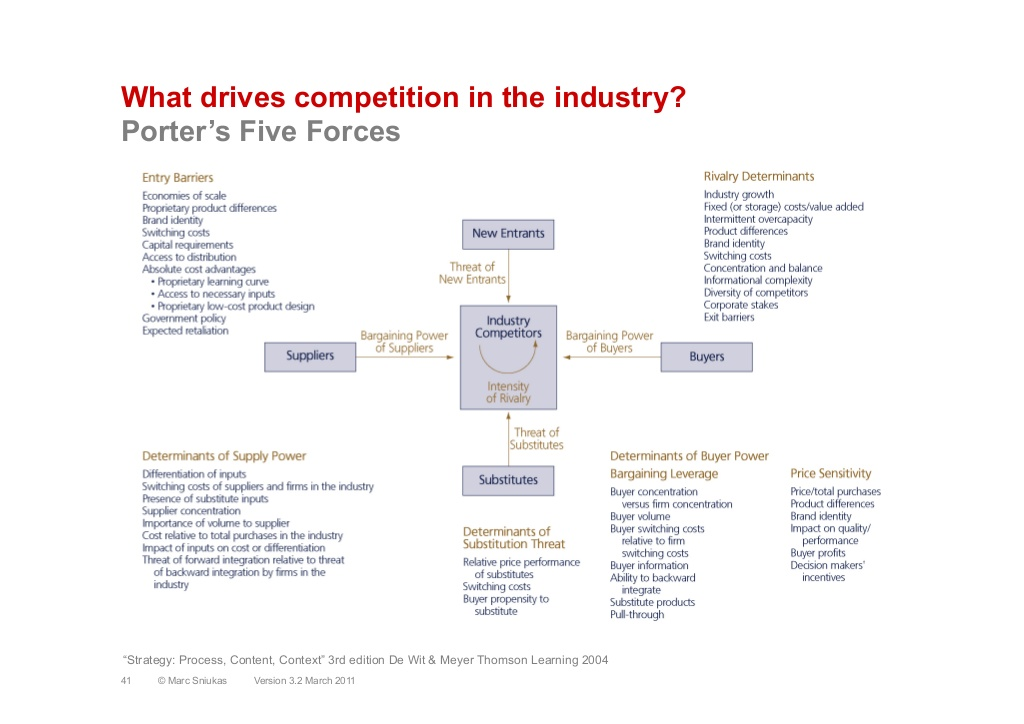 What drives competition in the industry?
Porter's Five Forces
Entry Barriers
Economies of scale
Proprietary product differences
Brand identity
Switching costs
Capital requirements
Access to distribution
Absolute cost advantages
• Proprietary learning curve
• Access to necessary inputs
• Proprietary low-cost product design
Government policy
Expected retaliation
Rivalry Determinants
Industry growth
Fixed (or storage) costs/value added
Intermittent overcapacity
Product differences
Brand identity
Switching costs
Concentration and balance
Informational complexity
Diversity of competitors
Corporate stakes
Exit barriers
New Entrants
Threat of
New Entrants
Suppliers
Bargaining Power
of Suppliers
Industry
Competitors
Intensity
of Rivalry
Bargaining Power
of Buyers
Buyers
Threat of
Substitutes
Substitutes
Determinants of Supply Power
Differentiation of inputs
Switching costs of suppliers and firms in the industry
Presence of substitute inputs
Supplier concentration
Importance of volume to supplier
Cost relative to total purchases in the industry
Impact of inputs on cost or differentiation
Threat of forward integration relative to threat
of backward integration by firms in the
industry
Determinants of
Substitution Threat
Relative price performance
of substitutes
Switching costs
Buyer propensity to
substitute
Determinants of Buyer Power
Bargaining Leverage
Buyer concentration
versus firm concentration
Buyer volume
Buyer switching costs
relative to firm
switching costs
Buyer information
Ability to backward
integrate
Substitute products
Pull-through
Price Sensitivity
Price/total purchases
Product differences
Brand identity
Impact on quality/
performance
Buyer profits
Decision makers'
incentives
“Strategy: Process, Content, Context” 3rd edition De Wit & Meyer Thomson Learning 2004
41 © Marc Sniukas Version 3.2 March 2011